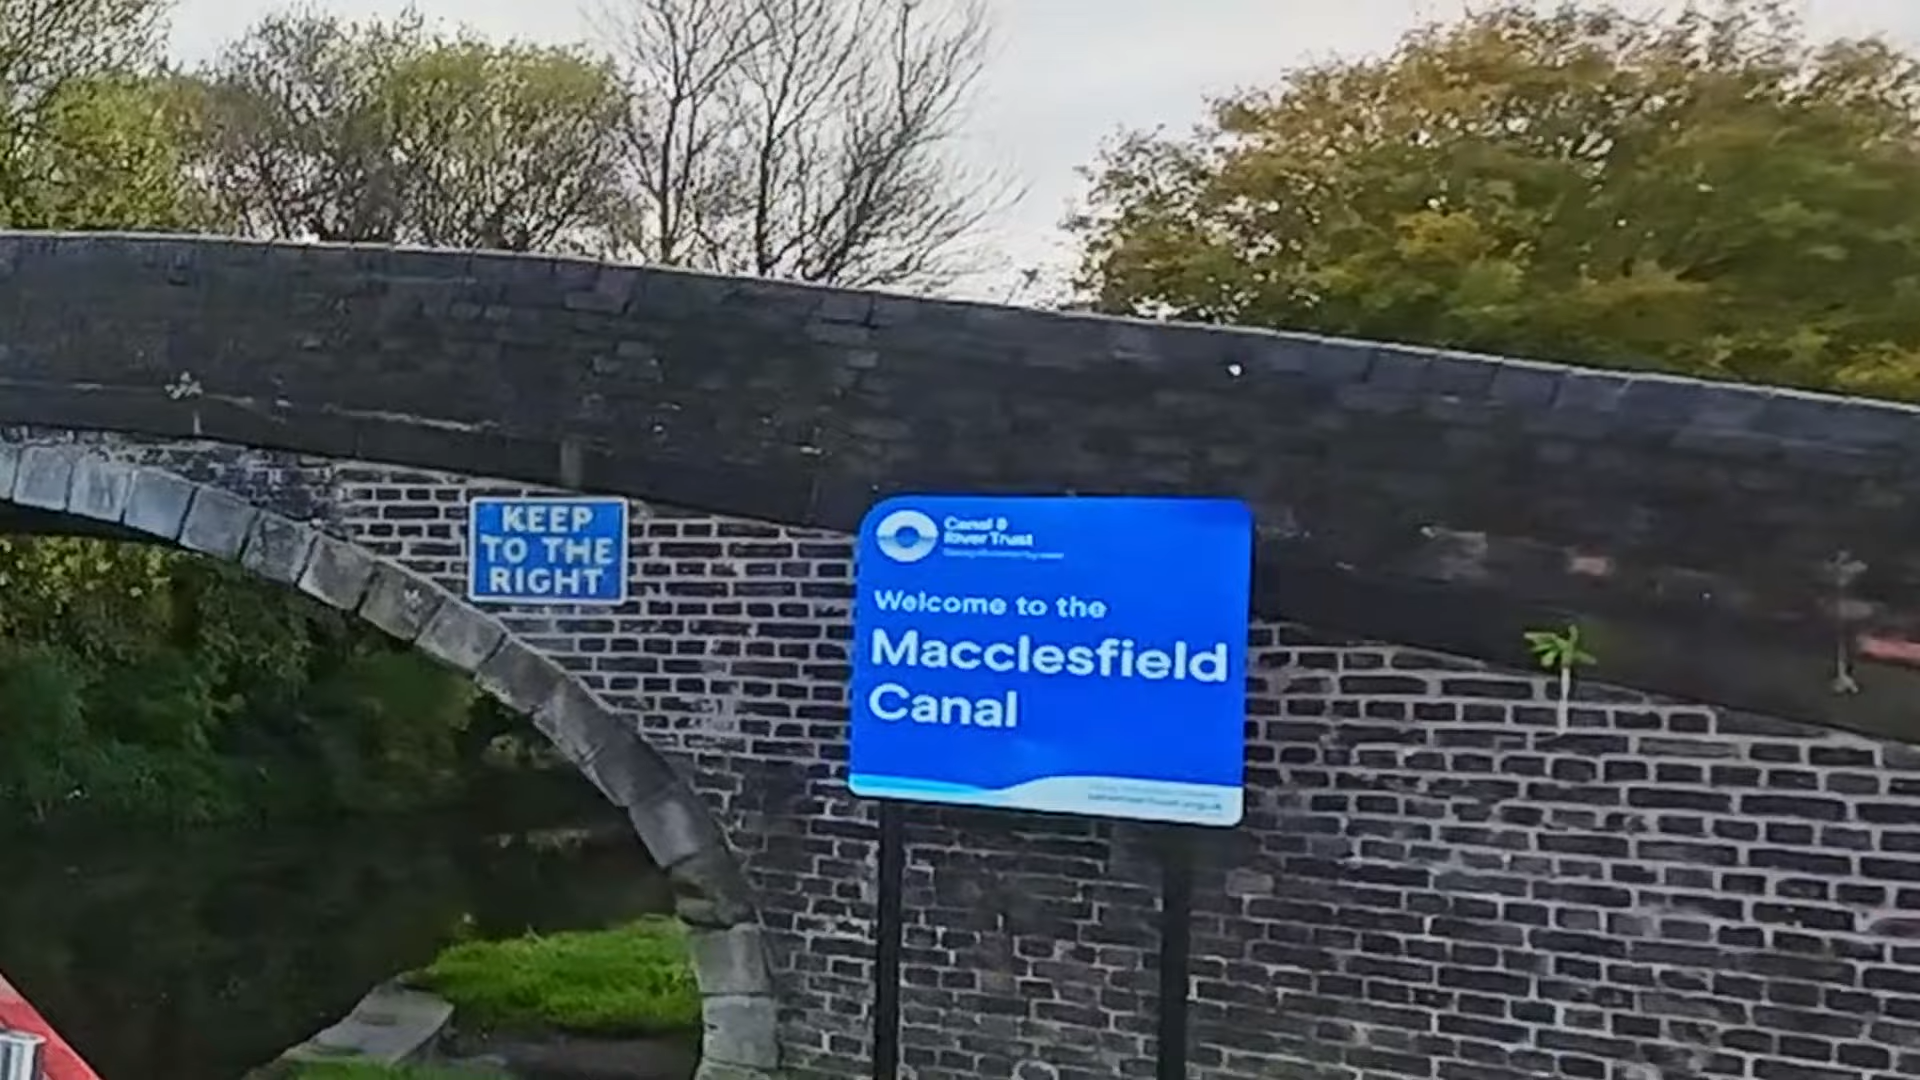 KEEP
TO THE
RIGHT
Canal &
River Trust
Welcome to the
Macclesfield
Canal